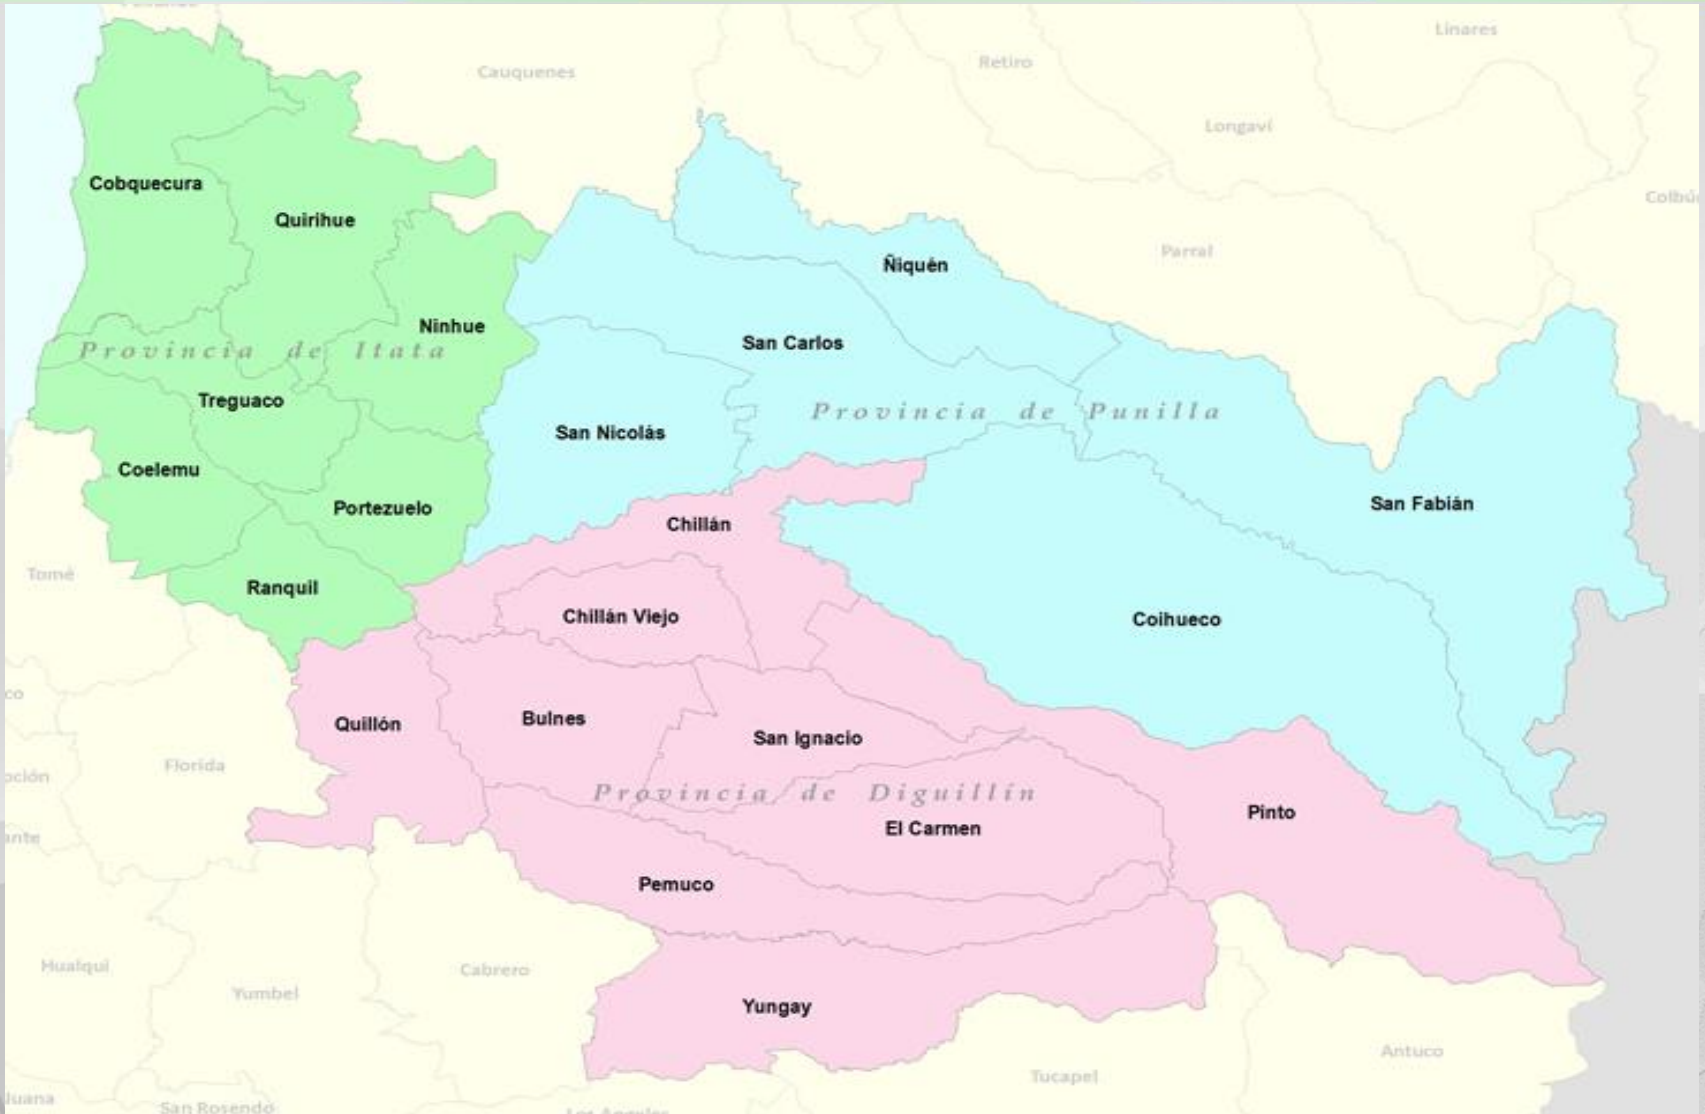 Linares
Cauquenes
Retiro
Longaví
Cobquecura
Quirihue
Parral
Ñiquén
Ninhue
San Carlos
Provincia de Itata
Treguaco
Provincia de Punilla
San Nicolás
Coelemu
San Fabián
Portezuelo
Chillán
Tomé
Ranquil
Chillán Viejo
Coihueco
Quillón
Bulnes
San Ignacio
Florida
Provincia de Diguillín
Pinto
El Carmen
Pemuco
Hualqui
Cabrero
Yumbel
Yungay
Antuco
Tucapel
San Rosendo